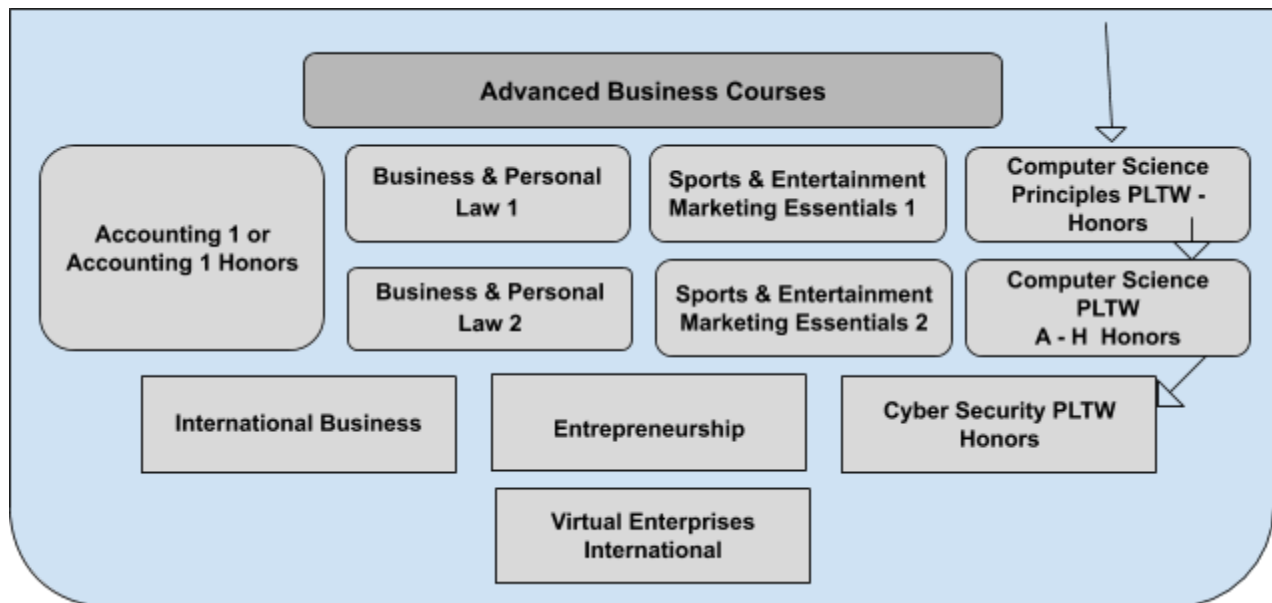 Advanced Business Courses
Accounting 1 or
Accounting 1 Honors
Business & Personal
Law 1
Sports & Entertainment
Marketing Essentials 1
Computer Science
Principles PLTW -
Honors
Business & Personal
Law 2
Sports & Entertainment
Marketing Essentials 2
Computer Science
PLTW
A - H Honors
International Business
Entrepreneurship
Cyber Security PLTW
Honors
Virtual Enterprises
International